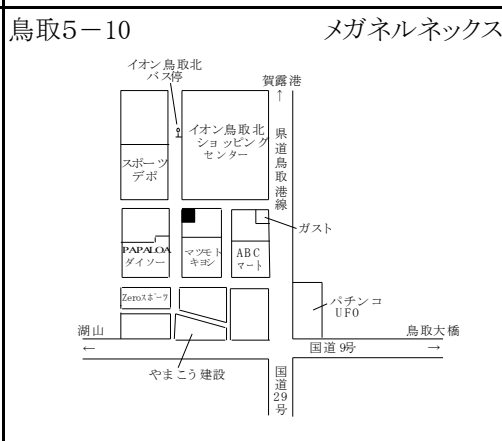 鳥取5－10
メガネルネックス
イオン鳥取北
バス停
賀露港
↑
イオン鳥取北
ショッピング
センター
県道鳥取港線
スポーツ
デポ
ガスト
PAPALOA
ダイソー
マツモト
キヨシ
ABC
マート
Zeroスポーツ
パチンコ
UFO
湖山
←
鳥取大橋
→
国道9号
やまこう建設
国道29号